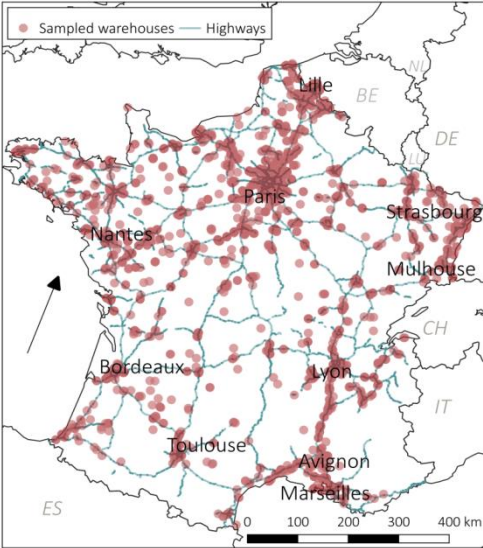 Sampled warehouses Highways
NL
Lille
BE
DE
LU
Paris
Strasbourg
Nantes
Mulhouse
CH
Bordeaux
Lyon
IT
Toulouse
Avignon
Marseilles
ES
0 100 200 300 400 km